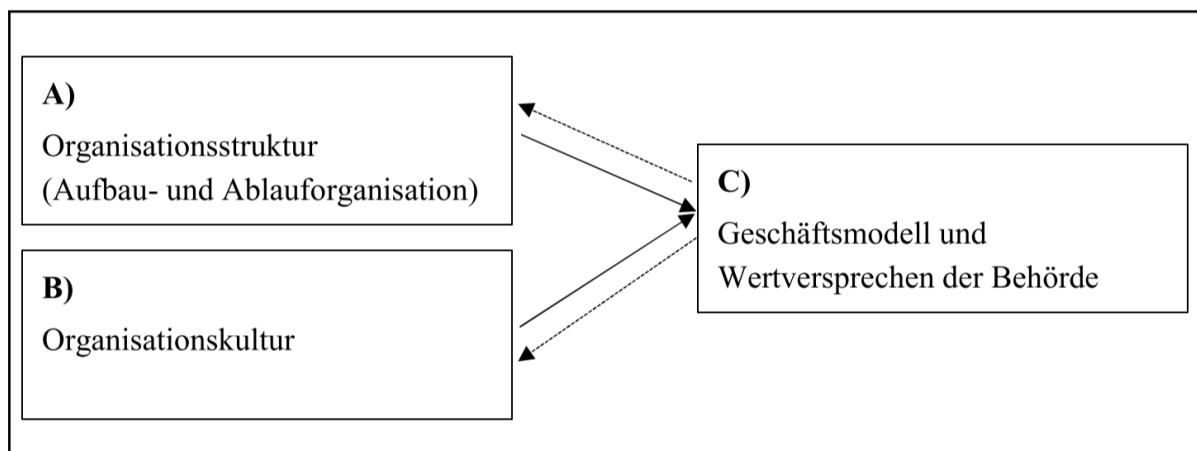 A)
Organisationsstruktur
(Aufbau- und Ablauforganisation)
B)
Organisationskultur
C)
Geschäftsmodell und
Wertversprechen der Behörde